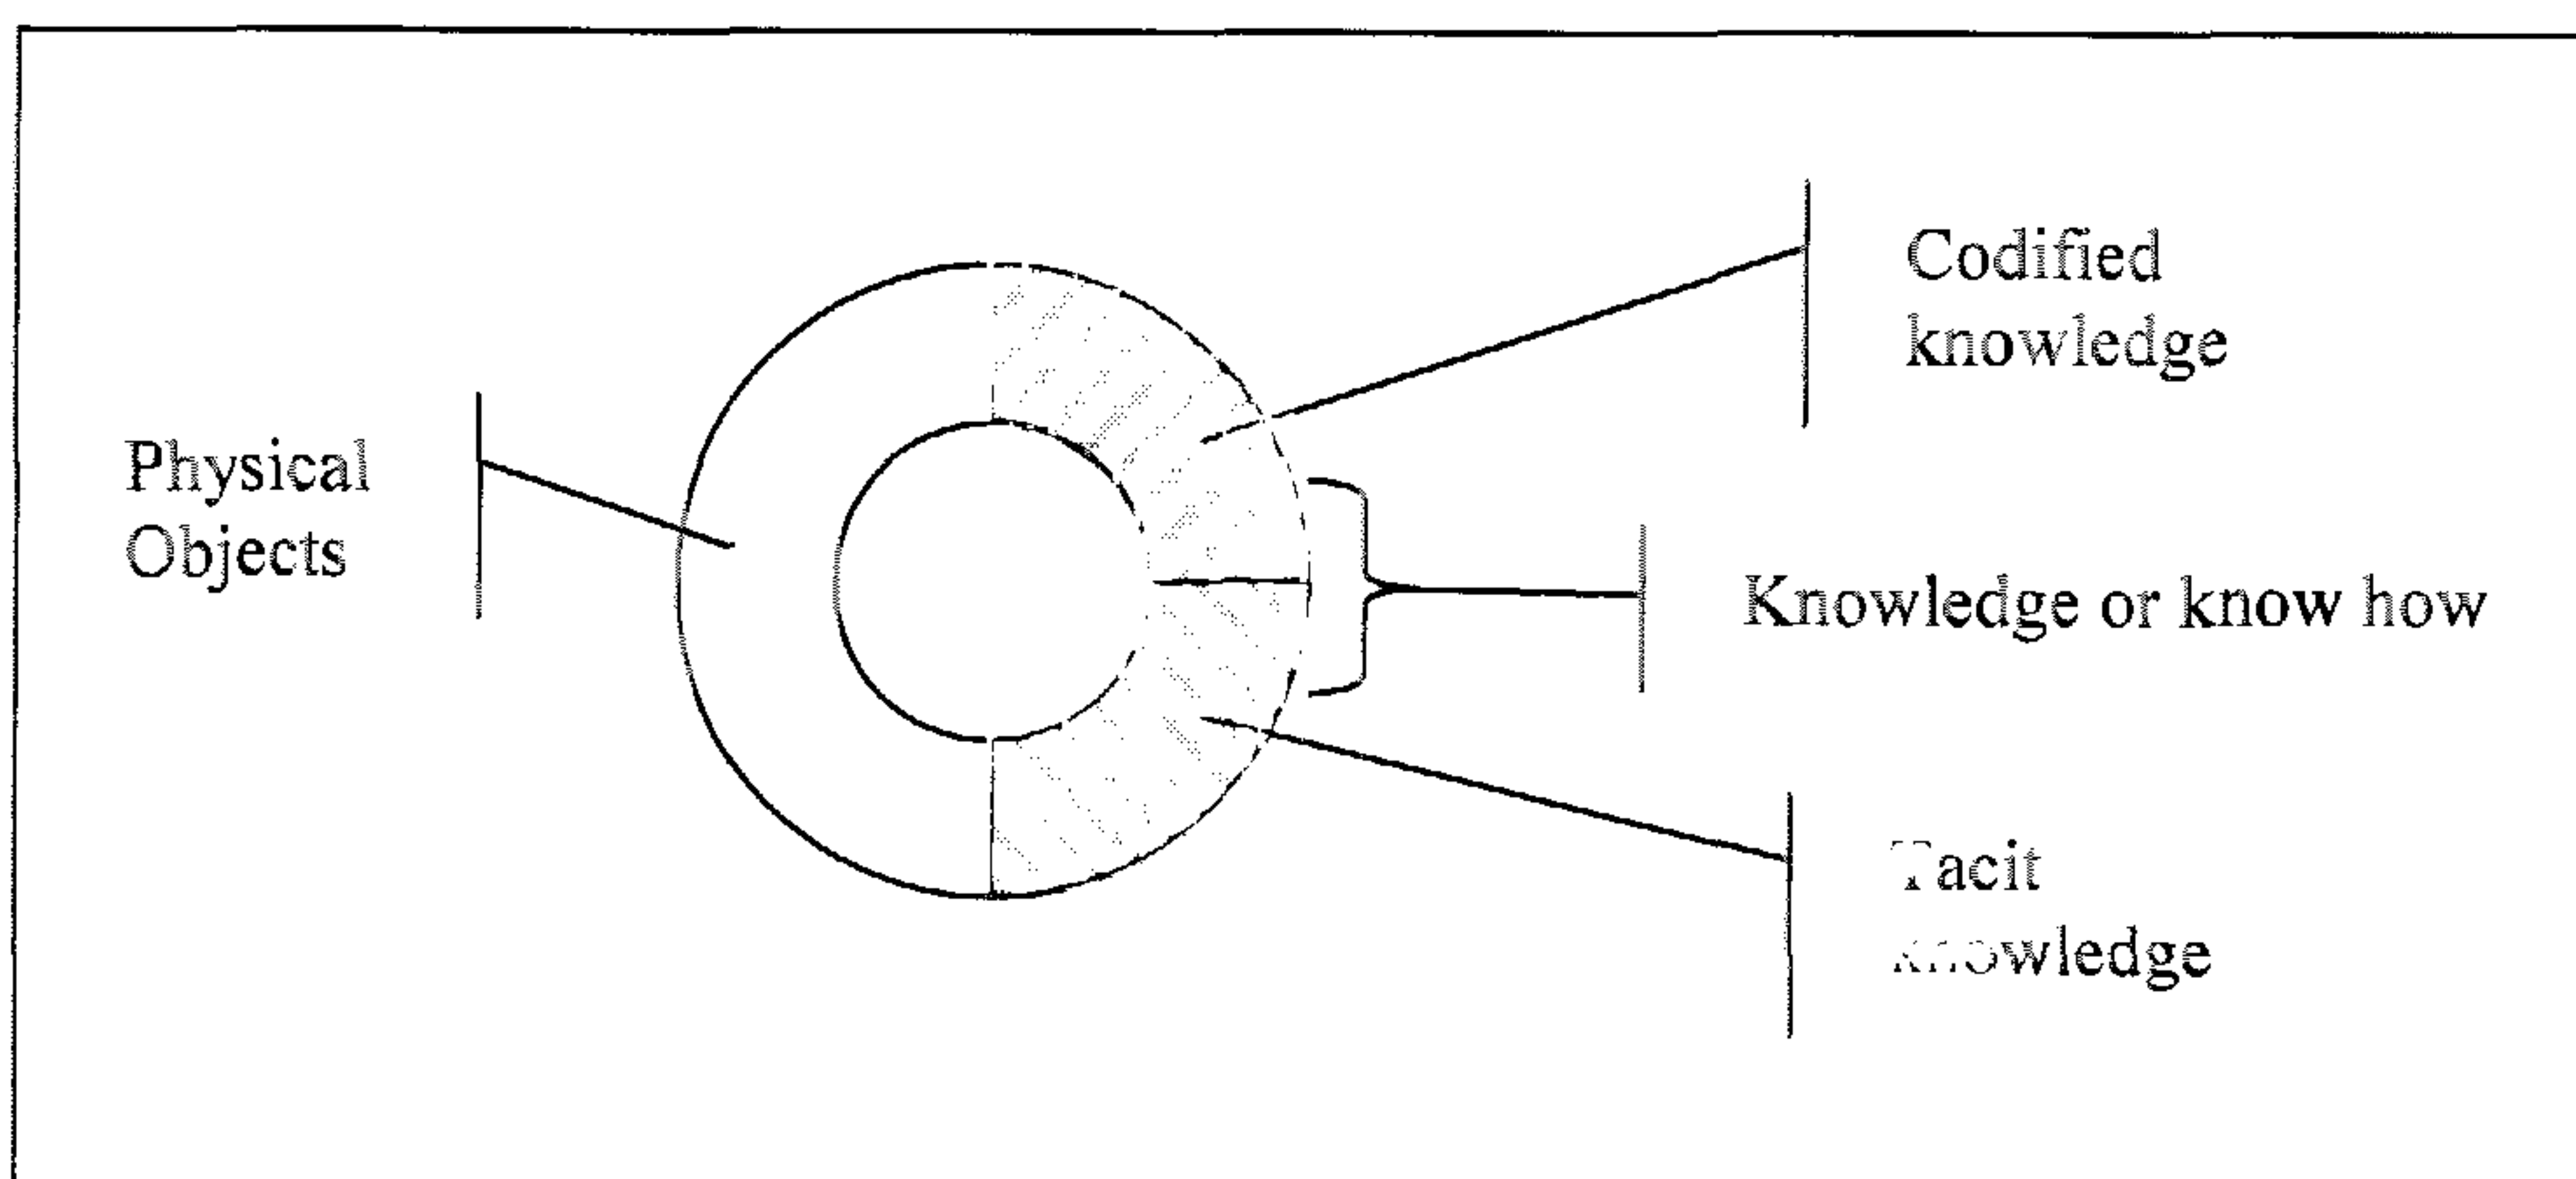 Codified
knowledge
Physical
Objects
Knowledge or know how
Tacit
knowledge